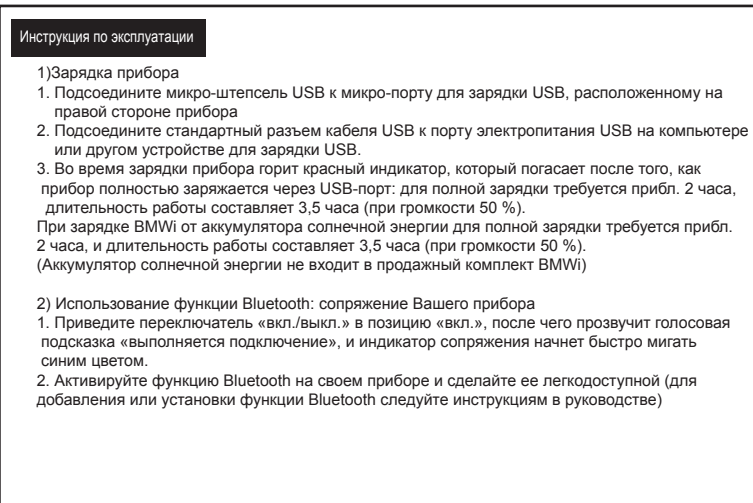 Инструкция по эксплуатации
1)Зарядка прибора
1. Подсоедините микро-штепсель USB к микро-порту для зарядки USB, расположенному на
правой стороне прибора
2. Подсоедините стандартный разъем кабеля USB к порту электропитания USB на компьютере
или другом устройстве для зарядки USB.
3. Во время зарядки прибора горит красный индикатор, который погасает после того, как
прибор полностью заряжается через USB-порт: для полной зарядки требуется прибл. 2 часа,
длительность работы составляет 3,5 часа (при громкости 50 %).
При зарядке BMWi от аккумулятора солнечной энергии для полной зарядки требуется прибл.
2 часа, и длительность работы составляет 3,5 часа (при громкости 50 %).
(Аккумулятор солнечной энергии не входит в продажный комплект BMWi)
2) Использование функции Bluetooth: сопряжение Вашего прибора
1. Приведите переключатель «вкл./выкл.» в позицию «вкл.», после чего прозвучит голосовая
подсказка «выполняется подключение», и индикатор сопряжения начнет быстро мигать
синим цветом.
2. Активируйте функцию Bluetooth на своем приборе и сделайте ее легкодоступной (для
добавления или установки функции Bluetooth следуйте инструкциям в руководстве)